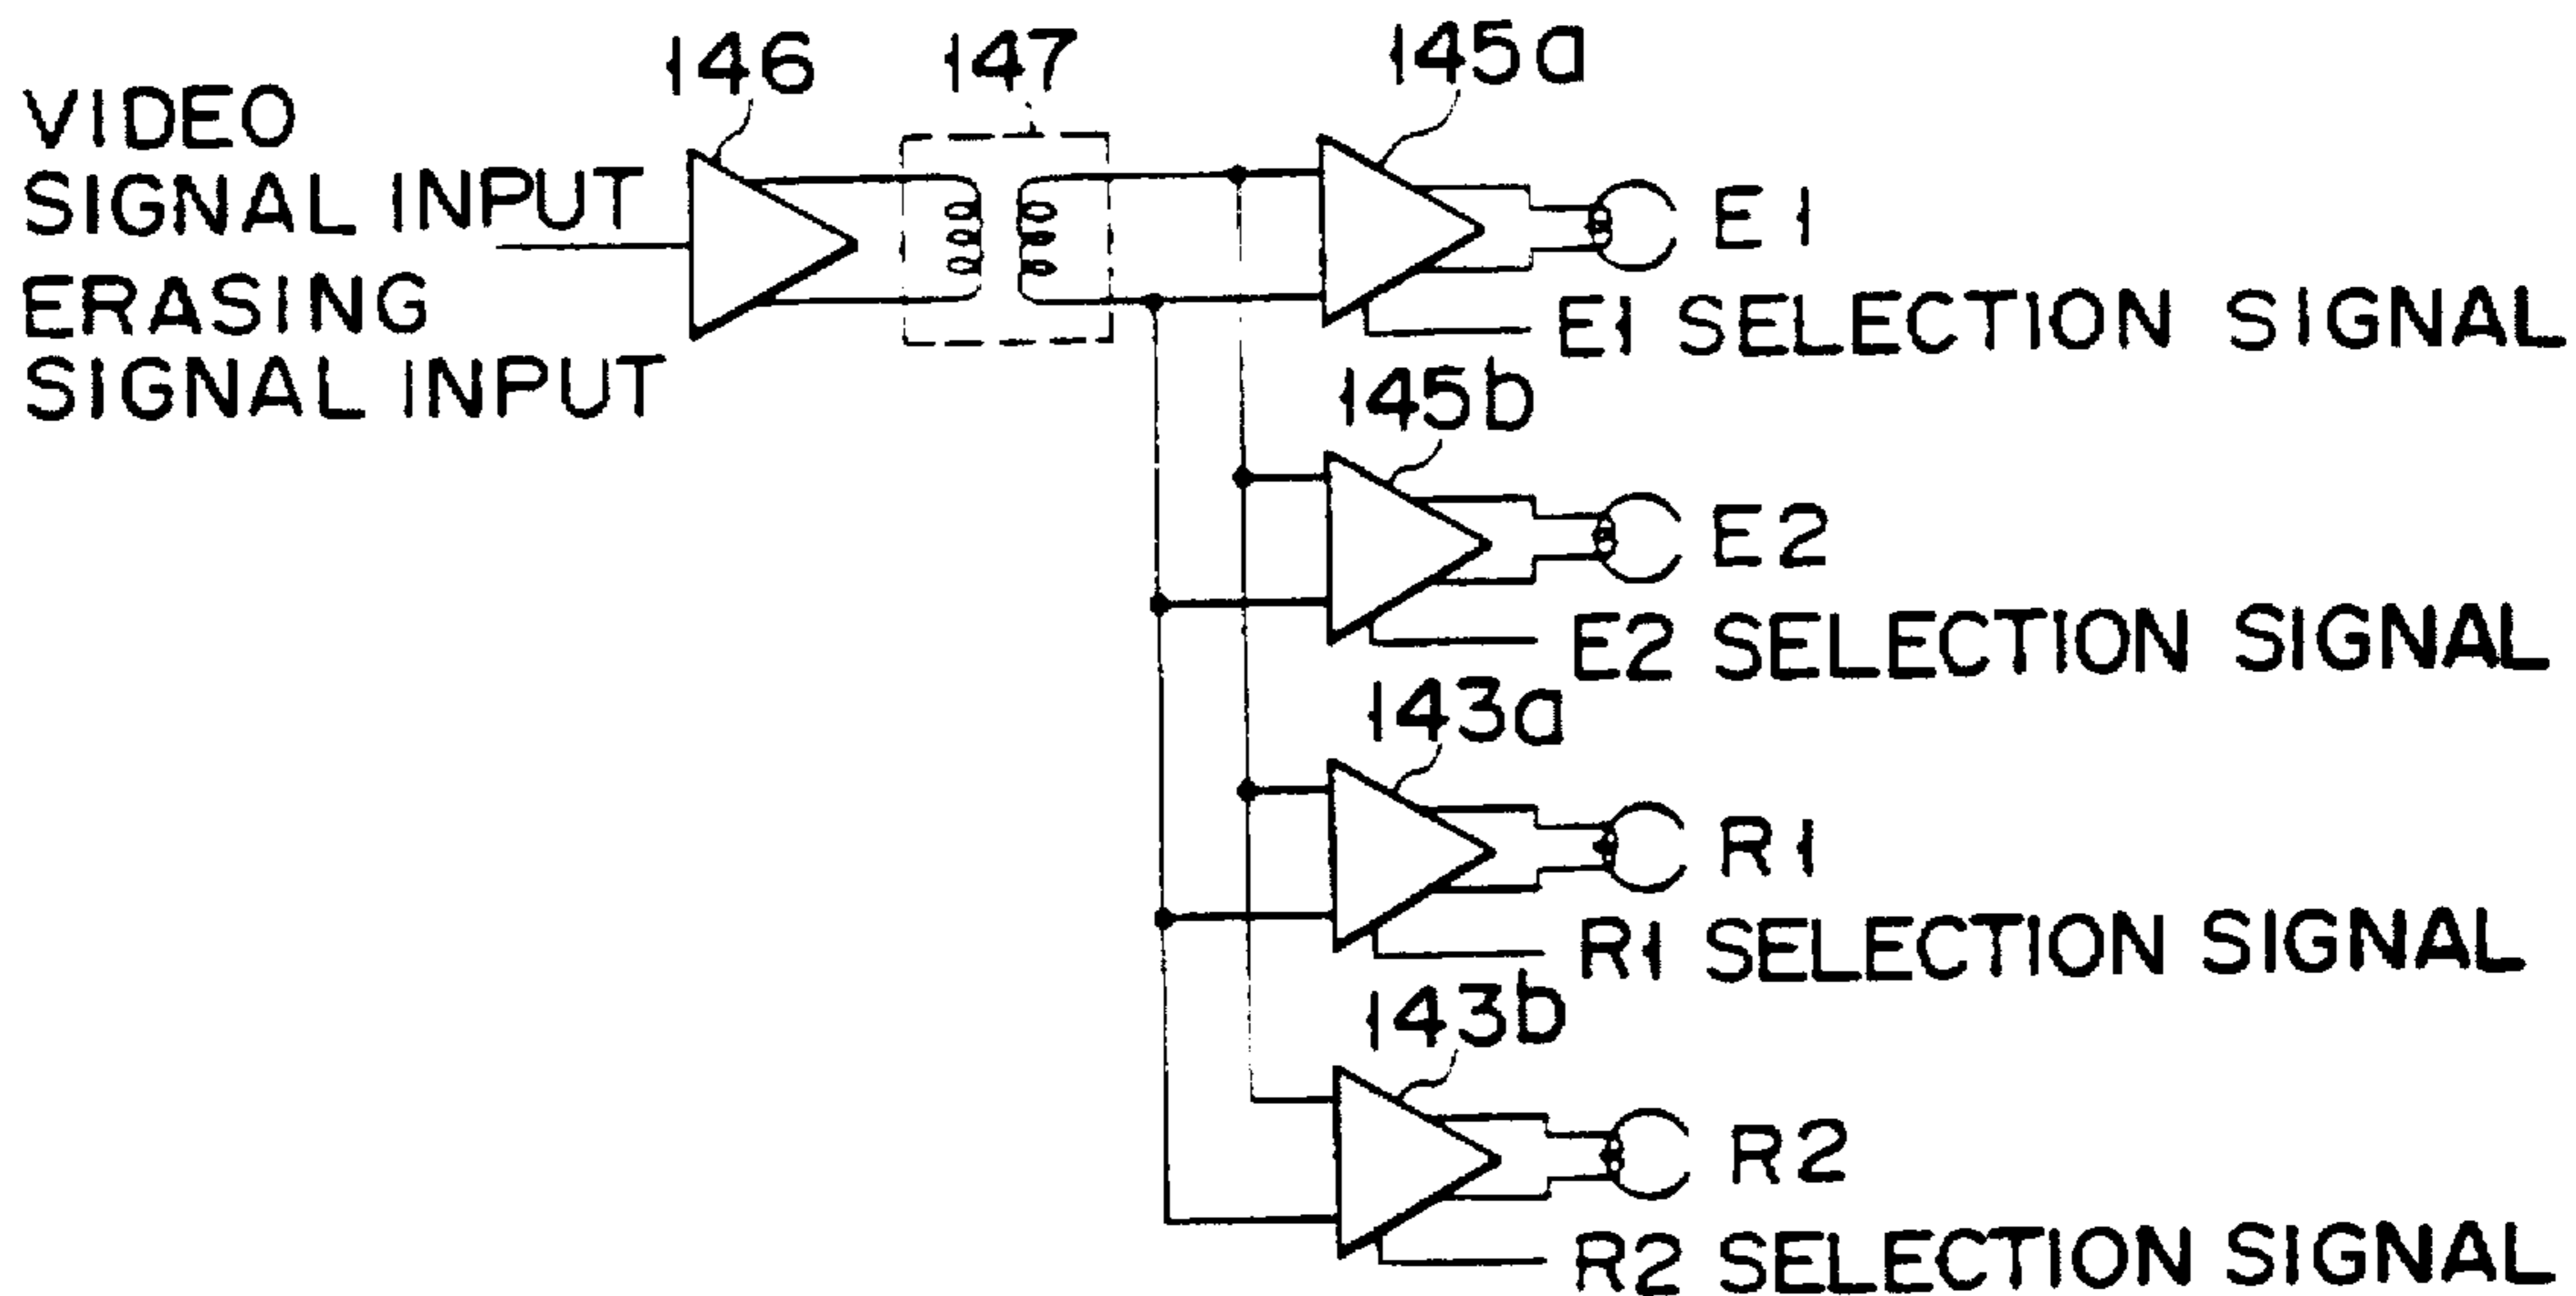 146
147
145a
VIDEO
SIGNAL INPUT
ERASING
SIGNAL INPUT
E1
E1 SELECTION SIGNAL
145b
E2
E2 SELECTION SIGNAL
143a
R1
R1 SELECTION SIGNAL
143b
R2
R2 SELECTION SIGNAL